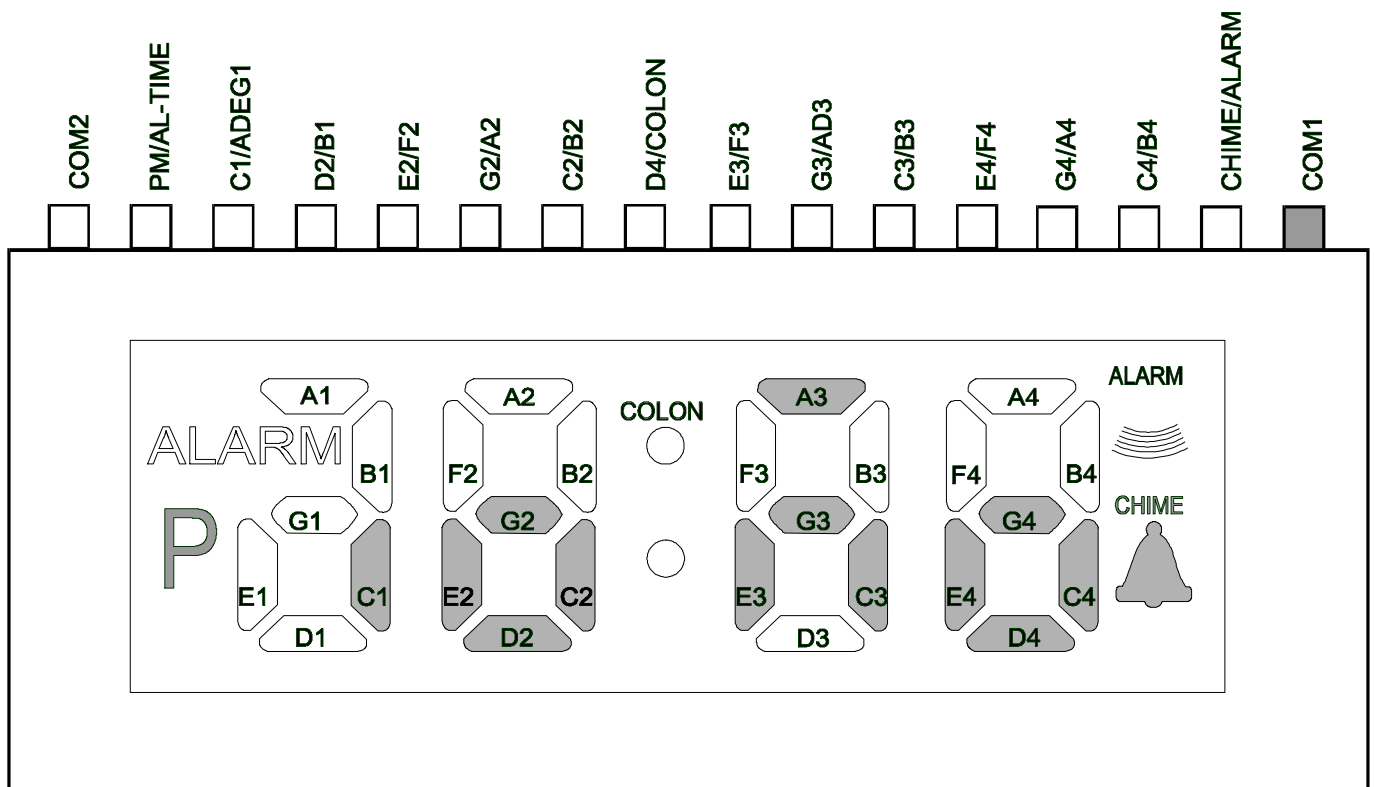 COM2
PM/AL-TIME
C1/ADEG1
D2/B1
E2/F2
G2/A2
C2/B2
D4/COLON
E3/F3
G3/AD3
C3/B3
E4/F4
G4/A4
C4/B4
CHIME/ALARM
COM1
A1 A2 A3 A4 ALARM
COLON
ALARM
B1 F2 B2 F3 B3 F4 B4
CHIME
P
G1 G2 G3 G4
E1 C1 E2 C2 E3 C3 E4 C4
D1 D2 D3 D4